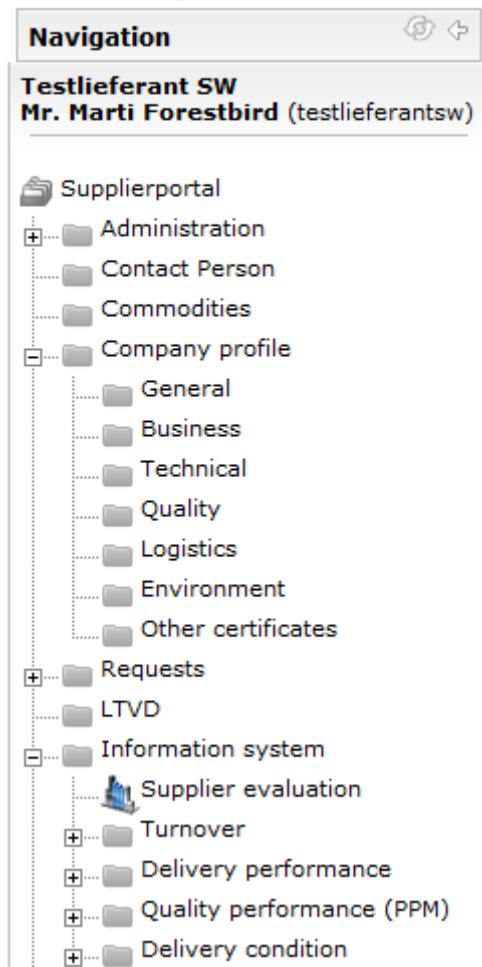 Navigation
Testlieferant SW
Mr. Marti Forestbird (testlieferantsw)
Supplierportal
Administration
Contact Person
Commodities
Company profile
General
Business
Technical
Quality
Logistics
Environment
Other certificates
Requests
LTVD
Information system
Supplier evaluation
Turnover
Delivery performance
Quality performance (PPM)
Delivery condition